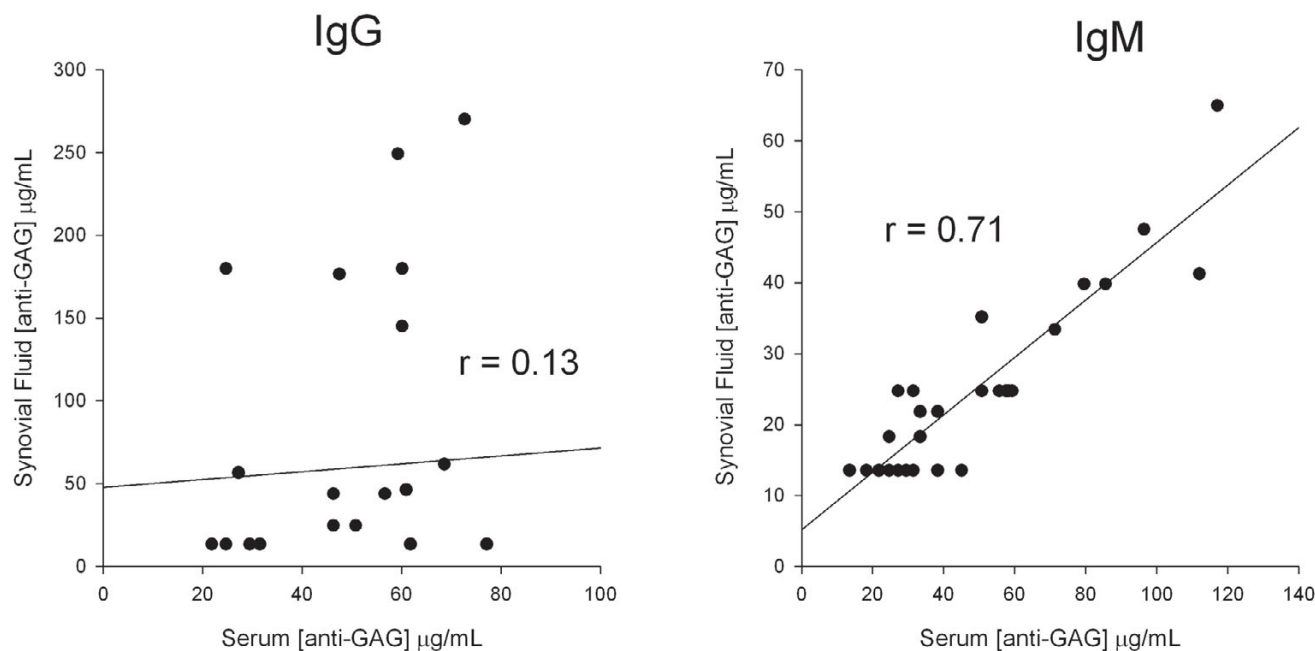 IgG
300
250
200
150
100
50
0
Synovial Fluid [anti-GAG] µg/mL
r = 0.13
0 20 40 60 80 100
Serum [anti-GAG] µg/mL
IgM
70
60
50
40
30
20
10
0
Synovial Fluid [anti-GAG] µg/mL
r = 0.71
0 20 40 60 80 100 120 140
Serum [anti-GAG] µg/mL